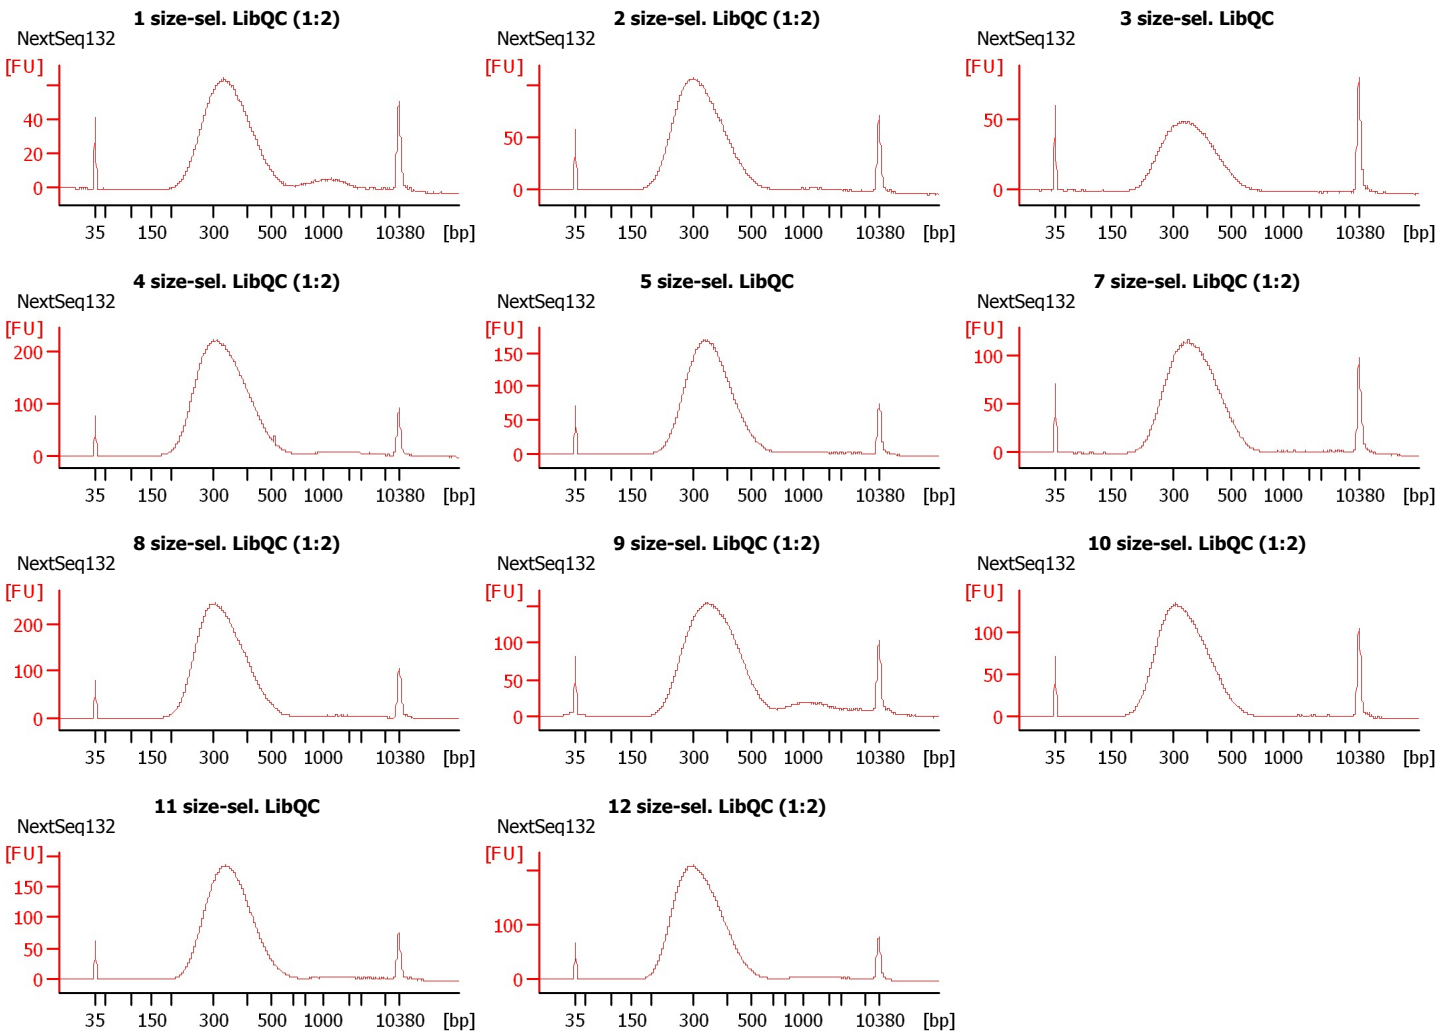 1 size-sel. LibQC (1:2)
NextSeq132
[FU]
40
20
0
35 150 300 500 1000 10380 [bp]
2 size-sel. LibQC (1:2)
NextSeq132
[FU]
50
0
35 150 300 500 1000 10380 [bp]
3 size-sel. LibQC
NextSeq132
[FU]
50
0
35 150 300 500 1000 10380 [bp]
4 size-sel. LibQC (1:2)
NextSeq132
[FU]
200
100
0
35 150 300 500 1000 10380 [bp]
5 size-sel. LibQC
NextSeq132
[FU]
150
100
50
0
35 150 300 500 1000 10380 [bp]
7 size-sel. LibQC (1:2)
NextSeq132
[FU]
100
50
0
35 150 300 500 1000 10380 [bp]
8 size-sel. LibQC (1:2)
NextSeq132
[FU]
200
100
0
35 150 300 500 1000 10380 [bp]
9 size-sel. LibQC (1:2)
NextSeq132
[FU]
100
50
0
35 150 300 500 1000 10380 [bp]
10 size-sel. LibQC (1:2)
NextSeq132
[FU]
100
50
0
35 150 300 500 1000 10380 [bp]
11 size-sel. LibQC
NextSeq132
[FU]
150
100
50
0
35 150 300 500 1000 10380 [bp]
12 size-sel. LibQC (1:2)
NextSeq132
[FU]
100
0
35 150 300 500 1000 10380 [bp]